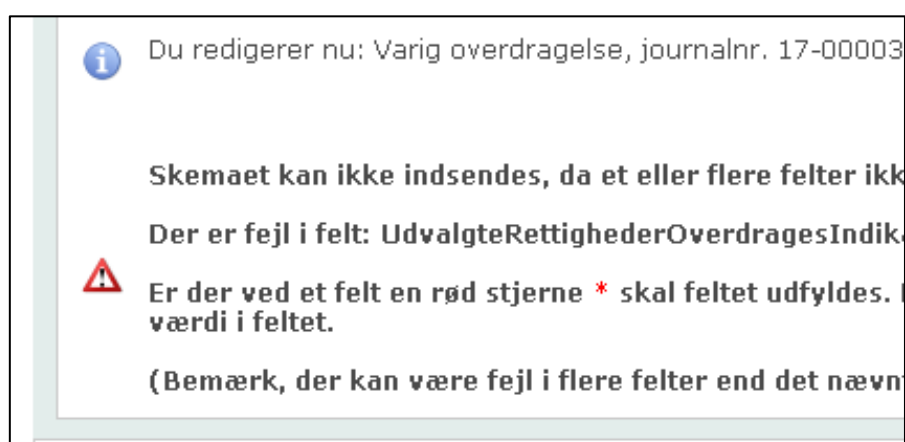 Du redigerer nu: Varig overdragelse, journalnr. 17-00003
Skemaet kan ikke indsendes, da et eller flere felter ikk
Der er fejl i felt: UdvalgteRettighederOverdragesIndik
Er der ved et felt en rød stjerne * skal feltet udfyldes.
værdi i feltet.
(Bemærk, der kan være fejl i flere felter end det nævn